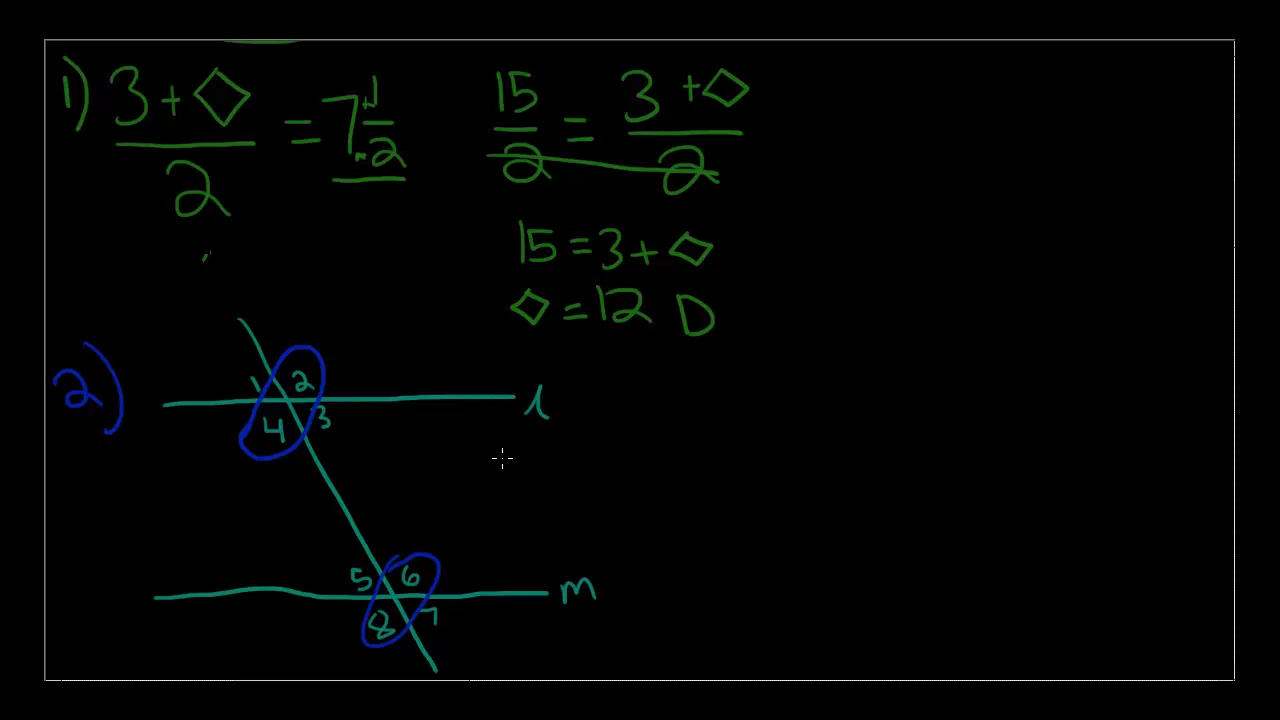 1) 3 + ◇ / 2 = 7 1/2
15/2 = 3 + ◇ / 2
15 = 3 + ◇
◇ = 12 D
2)
1 2
4 3
l
5 6
8 7
m